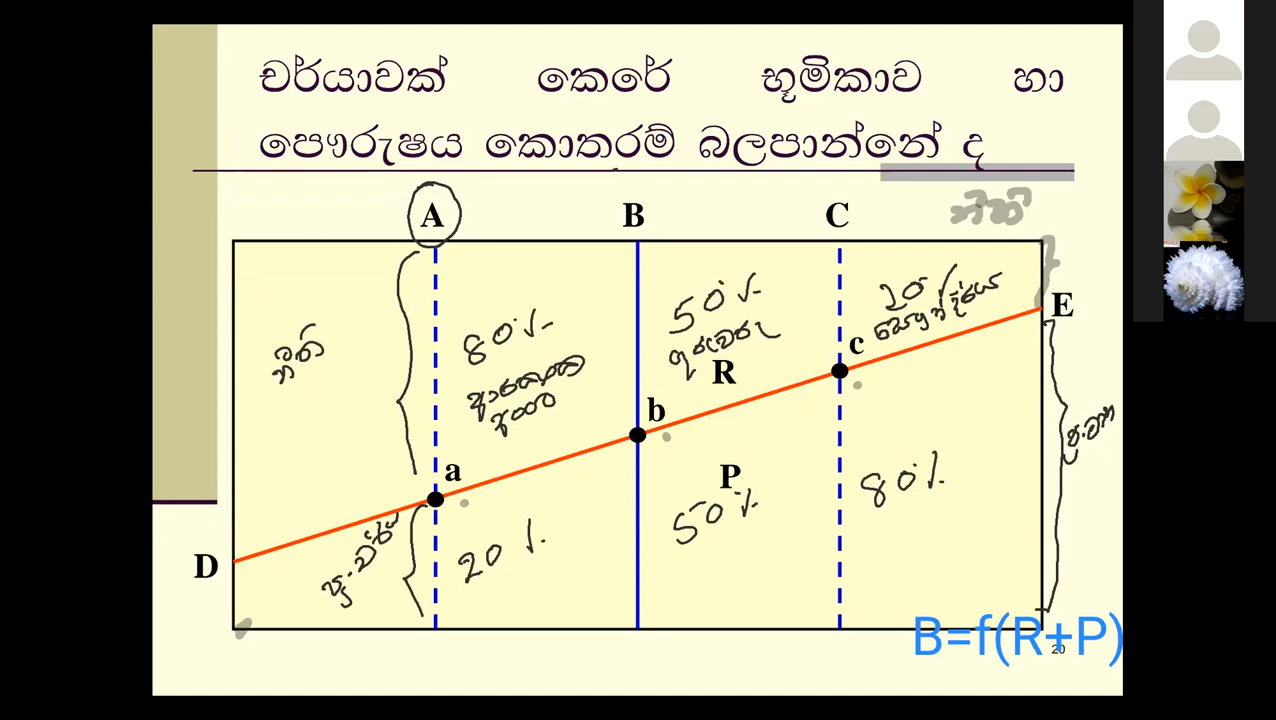 චර්යාවක් කෙරේ භූමිකාව හා
පෞරුෂය කොතරම් බලපාන්නේ ද
A B C
E
80%
50%
20%
c
R
b
a
P
50%
80%
20%
D
B=f(R+P)
20